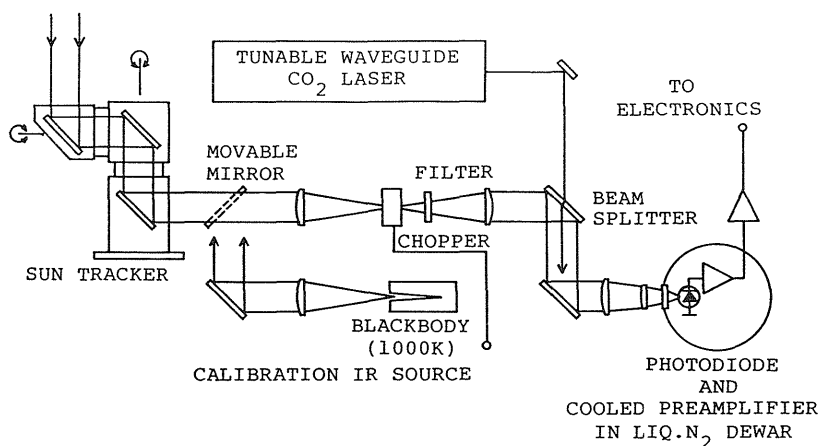 TUNABLE WAVEGUIDE
CO2 LASER
TO
ELECTRONICS
MOVABLE
MIRROR
FILTER
BEAM
SPLITTER
CHOPPER
SUN TRACKER
BLACKBODY
(1000K)
CALIBRATION IR SOURCE
PHOTODIODE
AND
COOLED PREAMPLIFIER
IN LIQ.N2 DEWAR